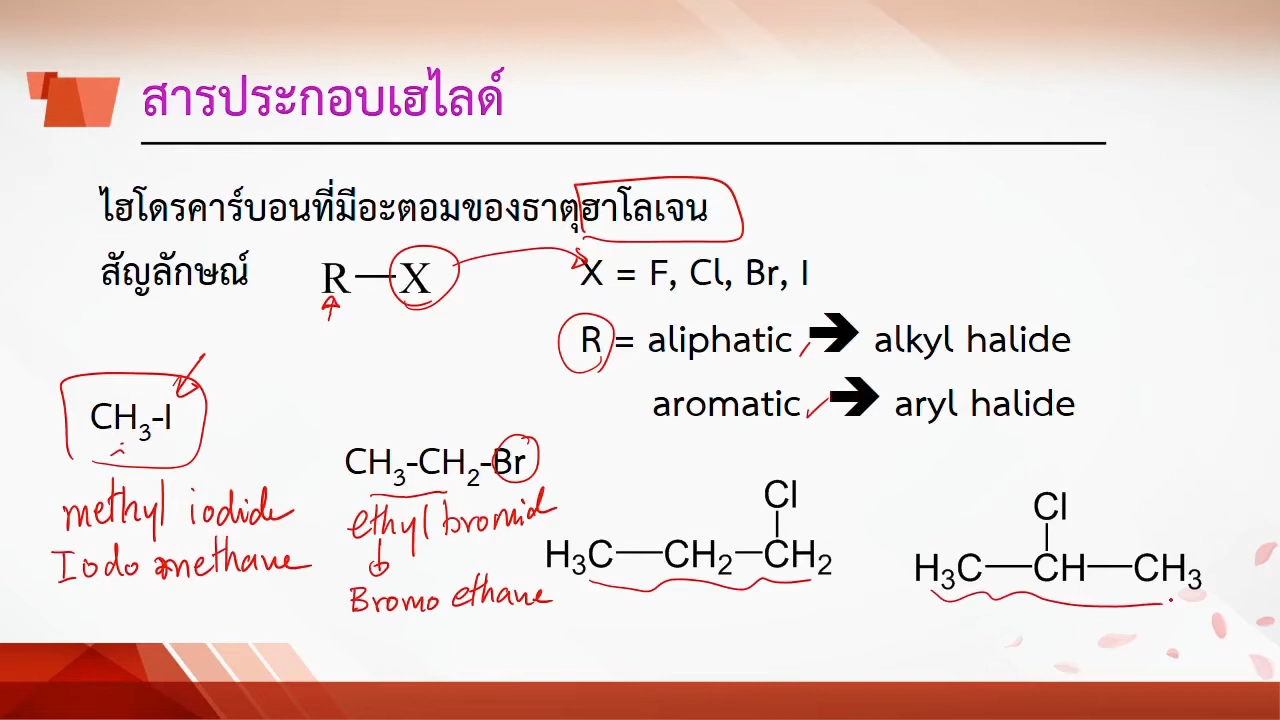 สารประกอบเฮไลด์
ไฮโดรคาร์บอนที่มีอะตอมของธาตุฮาโลเจน
สัญลักษณ์ R—X X = F, Cl, Br, I
R = aliphatic → alkyl halide
aromatic → aryl halide
CH₃-I
methyl iodide
Iodo methane
CH₃-CH₂-Br
ethyl bromid
Bromo ethane
Cl
H₃C—CH₂—CH₂
Cl
H₃C—CH—CH₃